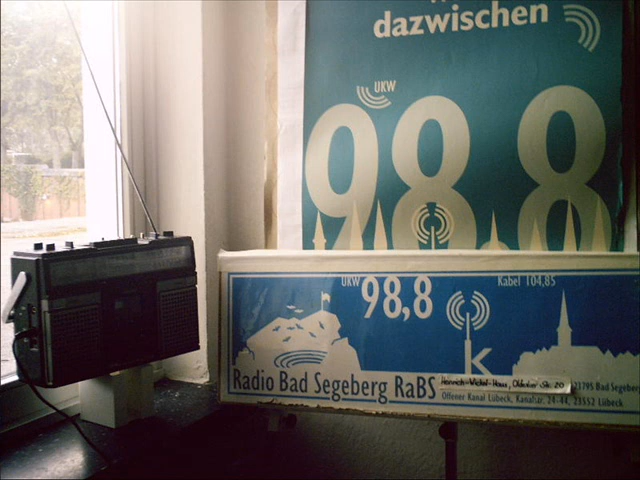 dazwischen
UKW
98.8
UKW 98,8
Kabel 104,85
k
Radio Bad Segeberg RaBS
23795 Bad Segeber
Offener Kanal Lübeck, Kanalstr. 24-44, 23552 Lübeck